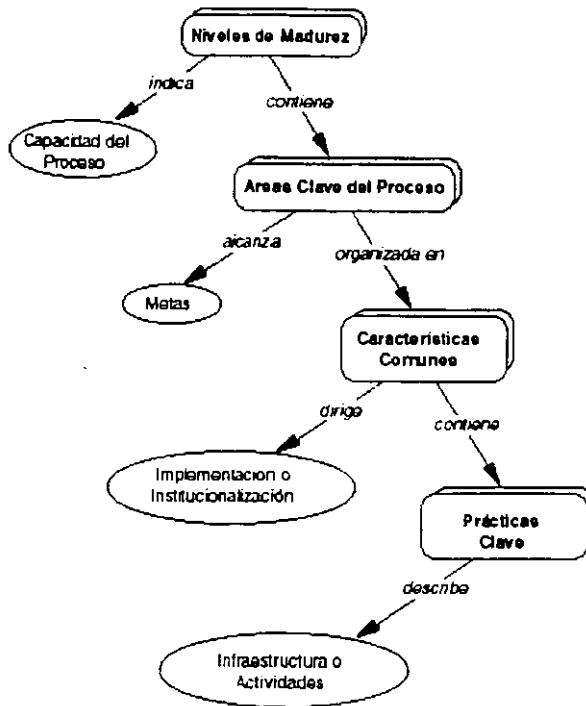 Niveles de Madurez
indica
contiene
Capacidad del
Proceso
Areas Clave del Proceso
alcanza
organizada en
Metas
Características
Comunes
dirige
contiene
Implementacion o
Institucionalización
Prácticas
Clave
describe
Infraestructura o
Actividades